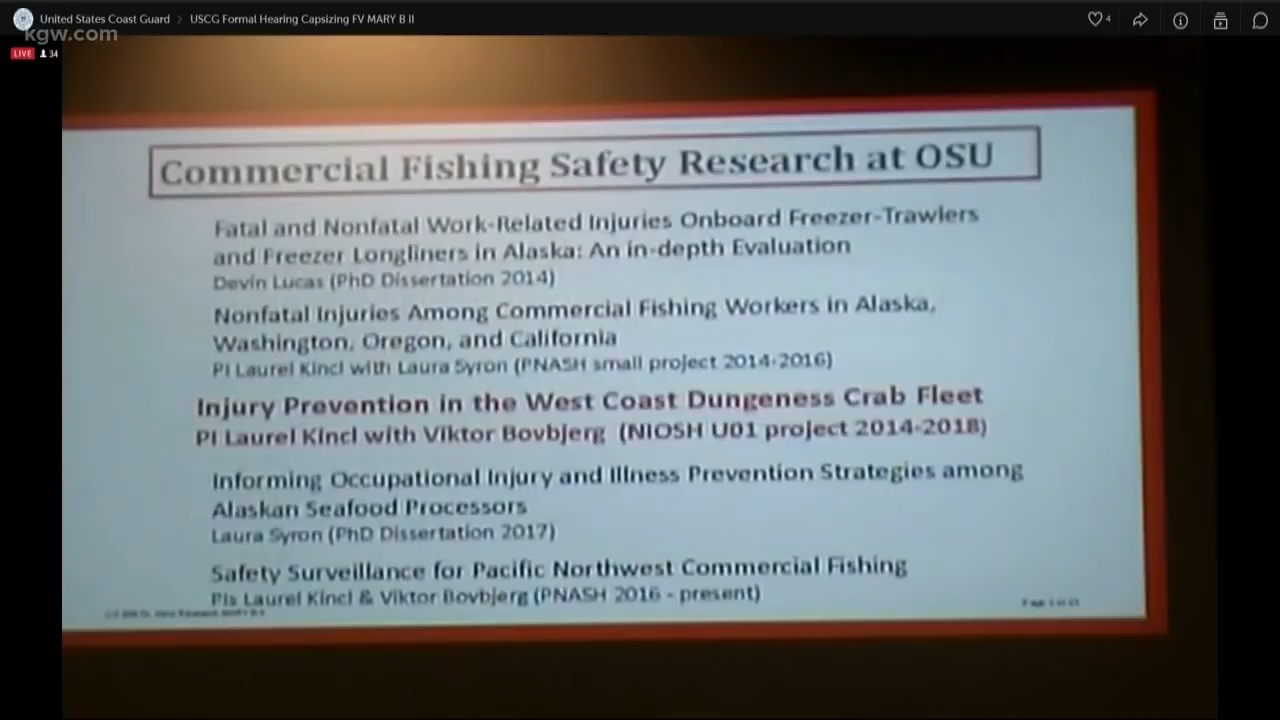 United States Coast Guard > USCG Formal Hearing Capsizing FV MARY B II
4
kgw.com
LIVE 34
Commercial Fishing Safety Research at OSU
Fatal and Nonfatal Work-Related Injuries Onboard Freezer-Trawlers
and Freezer Longliners in Alaska: An in-depth Evaluation
Devin Lucas (PhD Dissertation 2014)
Nonfatal Injuries Among Commercial Fishing Workers in Alaska,
Washington, Oregon, and California
PI Laurel Kincl with Laura Syron (PNASH small project 2014-2016)
Injury Prevention in the West Coast Dungeness Crab Fleet
PI Laurel Kincl with Viktor Bovbjerg (NIOSH U01 project 2014-2018)
Informing Occupational Injury and Illness Prevention Strategies among
Alaskan Seafood Processors
Laura Syron (PhD Dissertation 2017)
Safety Surveillance for Pacific Northwest Commercial Fishing
PIs Laurel Kincl & Viktor Bovbjerg (PNASH 2016 - present)